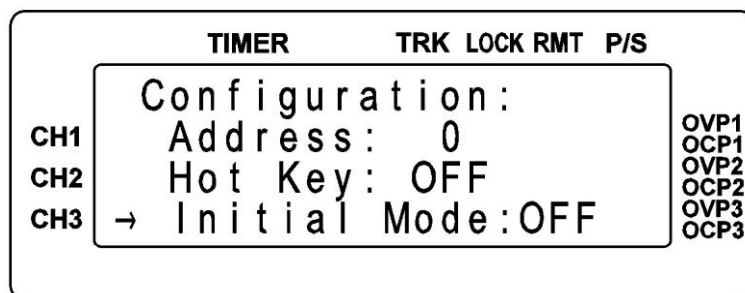 TIMER TRK LOCK RMT P/S
Configuration:
CH1 Address: 0 OVP1
OCP1
CH2 Hot Key: OFF OVP2
OCP2
CH3 → Initial Mode:OFF OVP3
OCP3